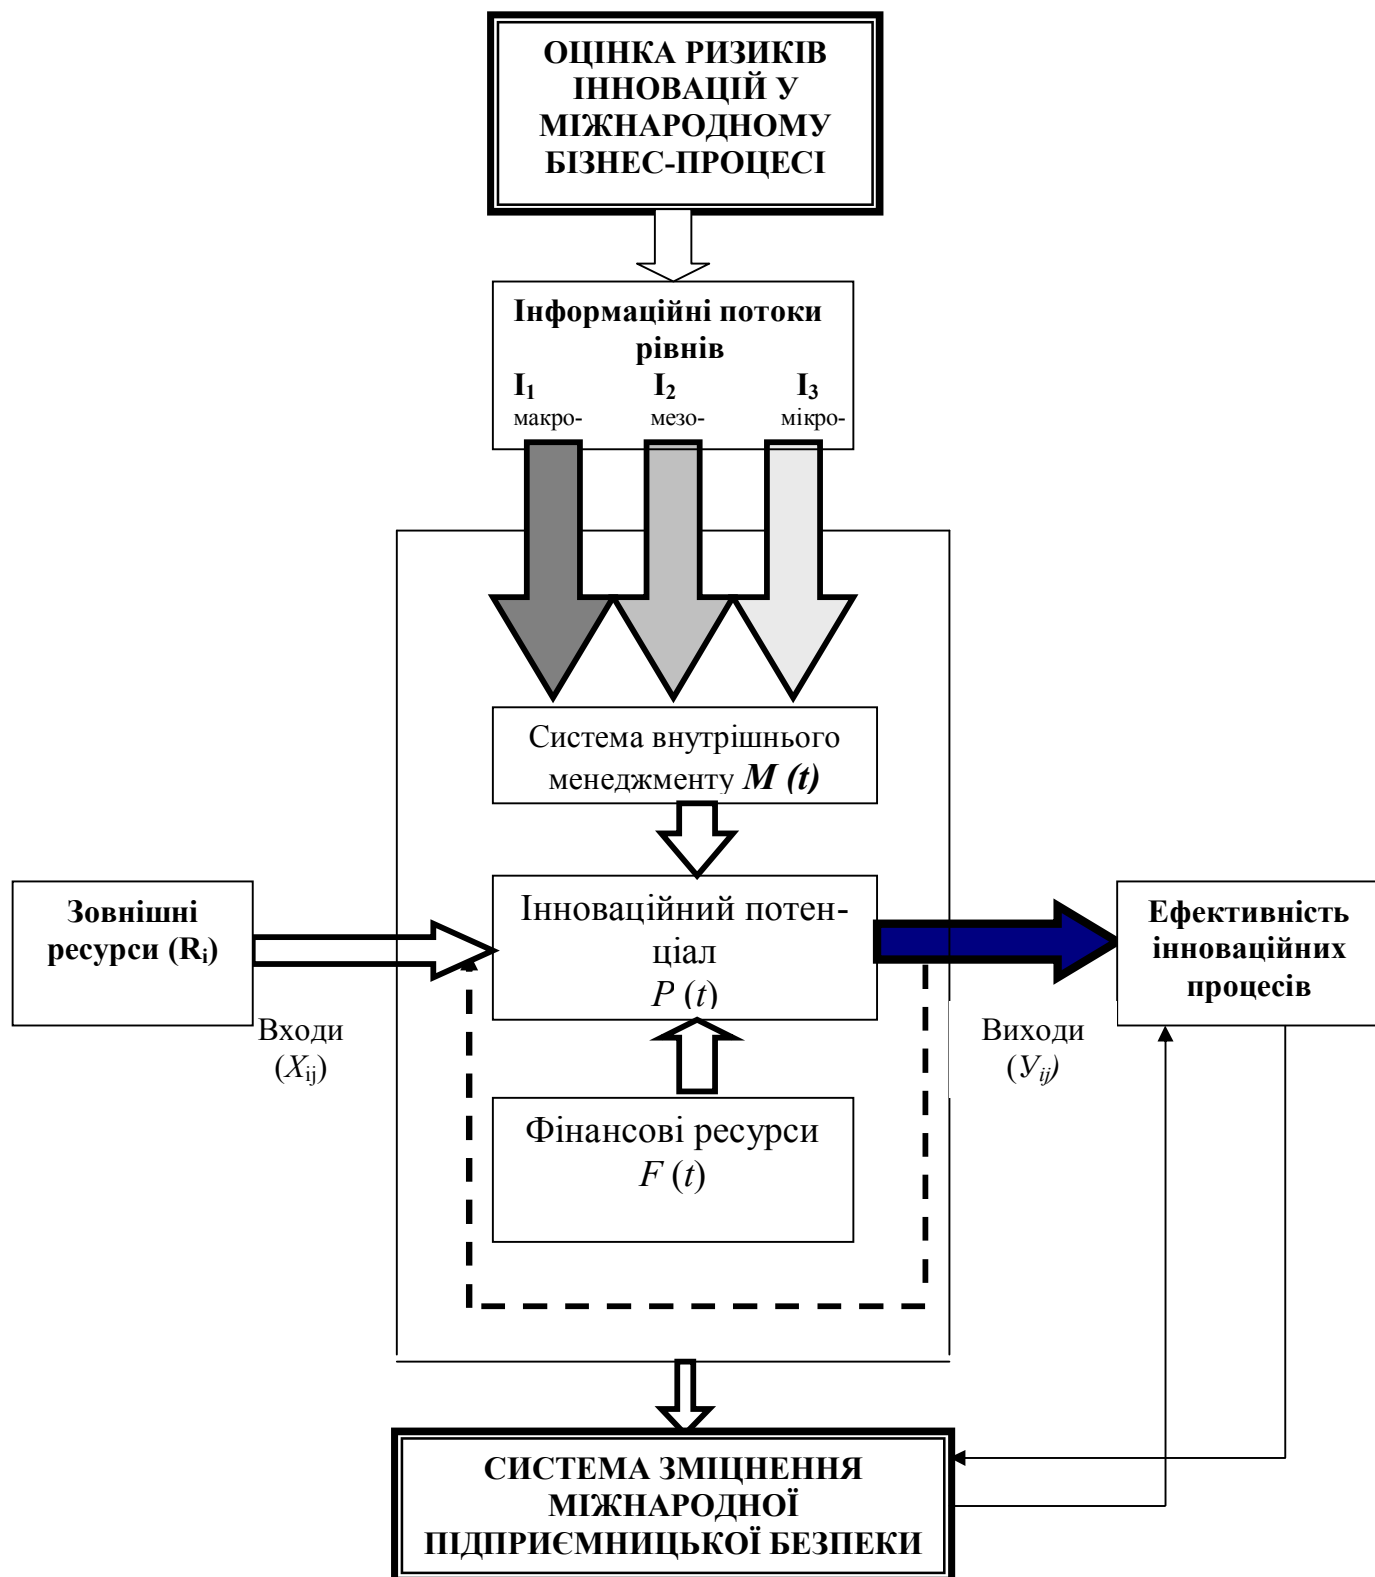 ОЦІНКА РИЗИКІВ
ІННОВАЦІЙ У
МІЖНАРОДНОМУ
БІЗНЕС-ПРОЦЕСІ
Інформаційні потоки
рівнів
I₁ I₂ I₃
макро- мезо- мікро-
Система внутрішнього
менеджменту M (t)
Зовнішні
ресурси (Rᵢ)
Входи
(Xᵢⱼ)
Інноваційний потен-
ціал
P (t)
Фінансові ресурси
F (t)
Ефективність
інноваційних
процесів
Виходи
(Уᵢⱼ)
СИСТЕМА ЗМІЦНЕННЯ
МІЖНАРОДНОЇ
ПІДПРИЄМНИЦЬКОЇ БЕЗПЕКИ